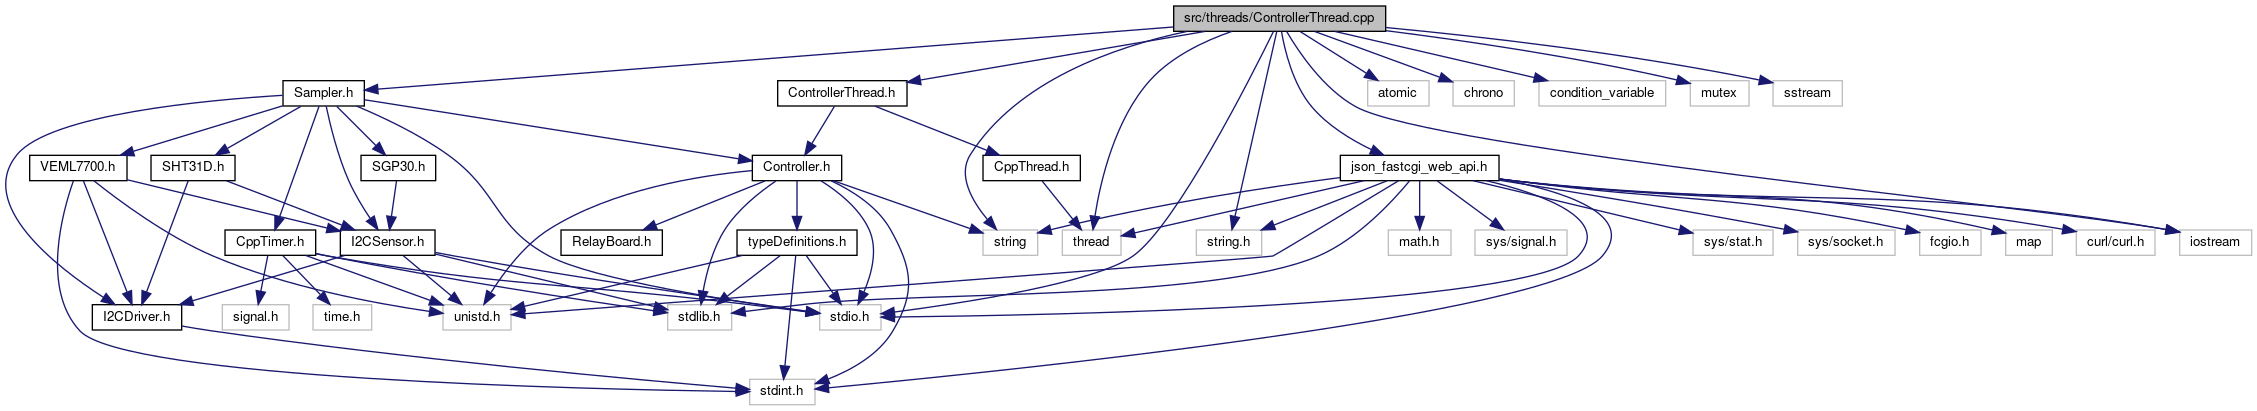 src/threads/ControllerThread.cpp
Sampler.h
ControllerThread.h
atomic
chrono
condition_variable
mutex
sstream
VEML7700.h
SHT31D.h
SGP30.h
Controller.h
CppThread.h
json_fastcgi_web_api.h
CppTimer.h
I2CSensor.h
RelayBoard.h
typeDefinitions.h
string
thread
string.h
math.h
sys/signal.h
sys/stat.h
sys/socket.h
fcgio.h
map
curl/curl.h
iostream
I2CDriver.h
signal.h
time.h
unistd.h
stdlib.h
stdio.h
stdint.h